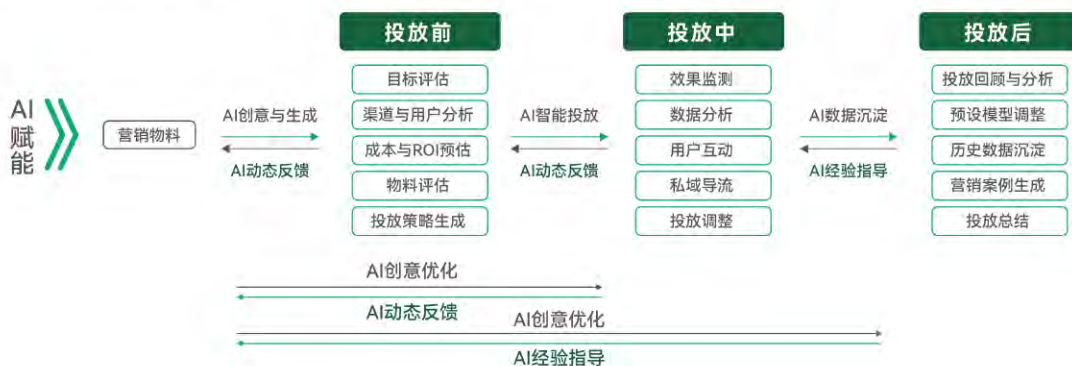 AI
赋
能
营销物料
AI创意与生成
AI动态反馈
投放前
目标评估
渠道与用户分析
成本与ROI预估
物料评估
投放策略生成
AI智能投放
AI动态反馈
投放中
效果监测
数据分析
用户互动
私域导流
投放调整
AI数据沉淀
AI经验指导
投放后
投放回顾与分析
预设模型调整
历史数据沉淀
营销案例生成
投放总结
AI创意优化
AI动态反馈
AI创意优化
AI经验指导